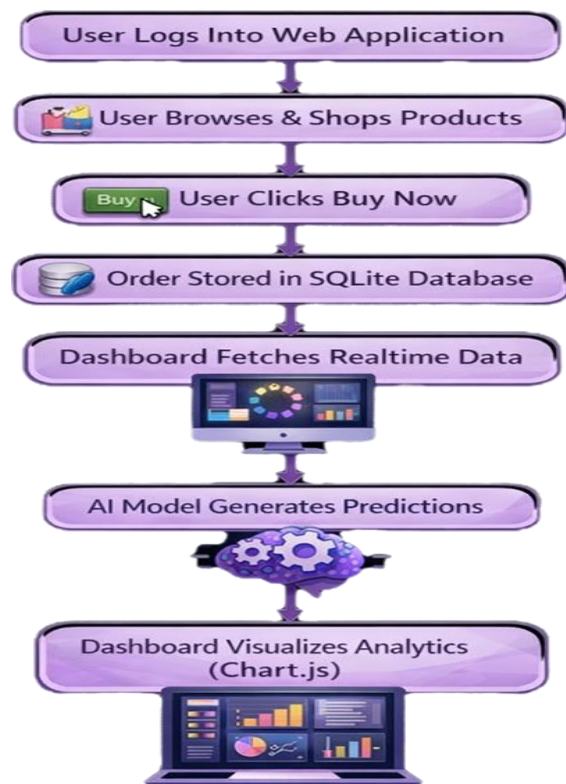 User Logs Into Web Application
User Browses & Shops Products
Buy
User Clicks Buy Now
Order Stored in SQLite Database
Dashboard Fetches Realtime Data
AI Model Generates Predictions
Dashboard Visualizes Analytics
(Chart.js)